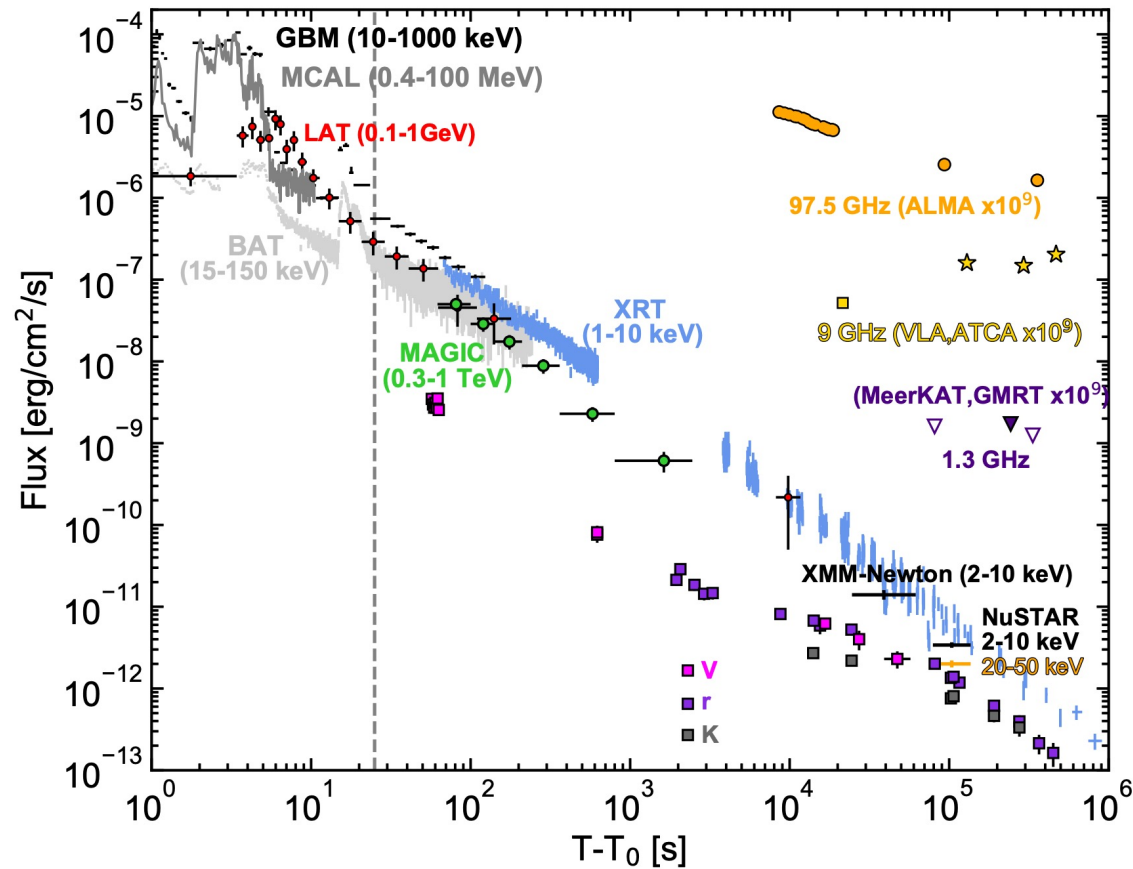 GBM (10-1000 keV)
MCAL (0.4-100 MeV)
LAT (0.1-1GeV)
BAT
(15-150 keV)
XRT
(1-10 keV)
MAGIC
(0.3-1 TeV)
97.5 GHz (ALMA x10⁹)
9 GHz (VLA,ATCA x10⁹)
(MeerKAT,GMRT x10⁹)
1.3 GHz
XMM-Newton (2-10 keV)
NuSTAR
2-10 keV
20-50 keV
V
r
K
Flux [erg/cm²/s]
10⁻⁴
10⁻⁵
10⁻⁶
10⁻⁷
10⁻⁸
10⁻⁹
10⁻¹⁰
10⁻¹¹
10⁻¹²
10⁻¹³
10⁰ 10¹ 10² 10³ 10⁴ 10⁵ 10⁶
T-T₀ [s]